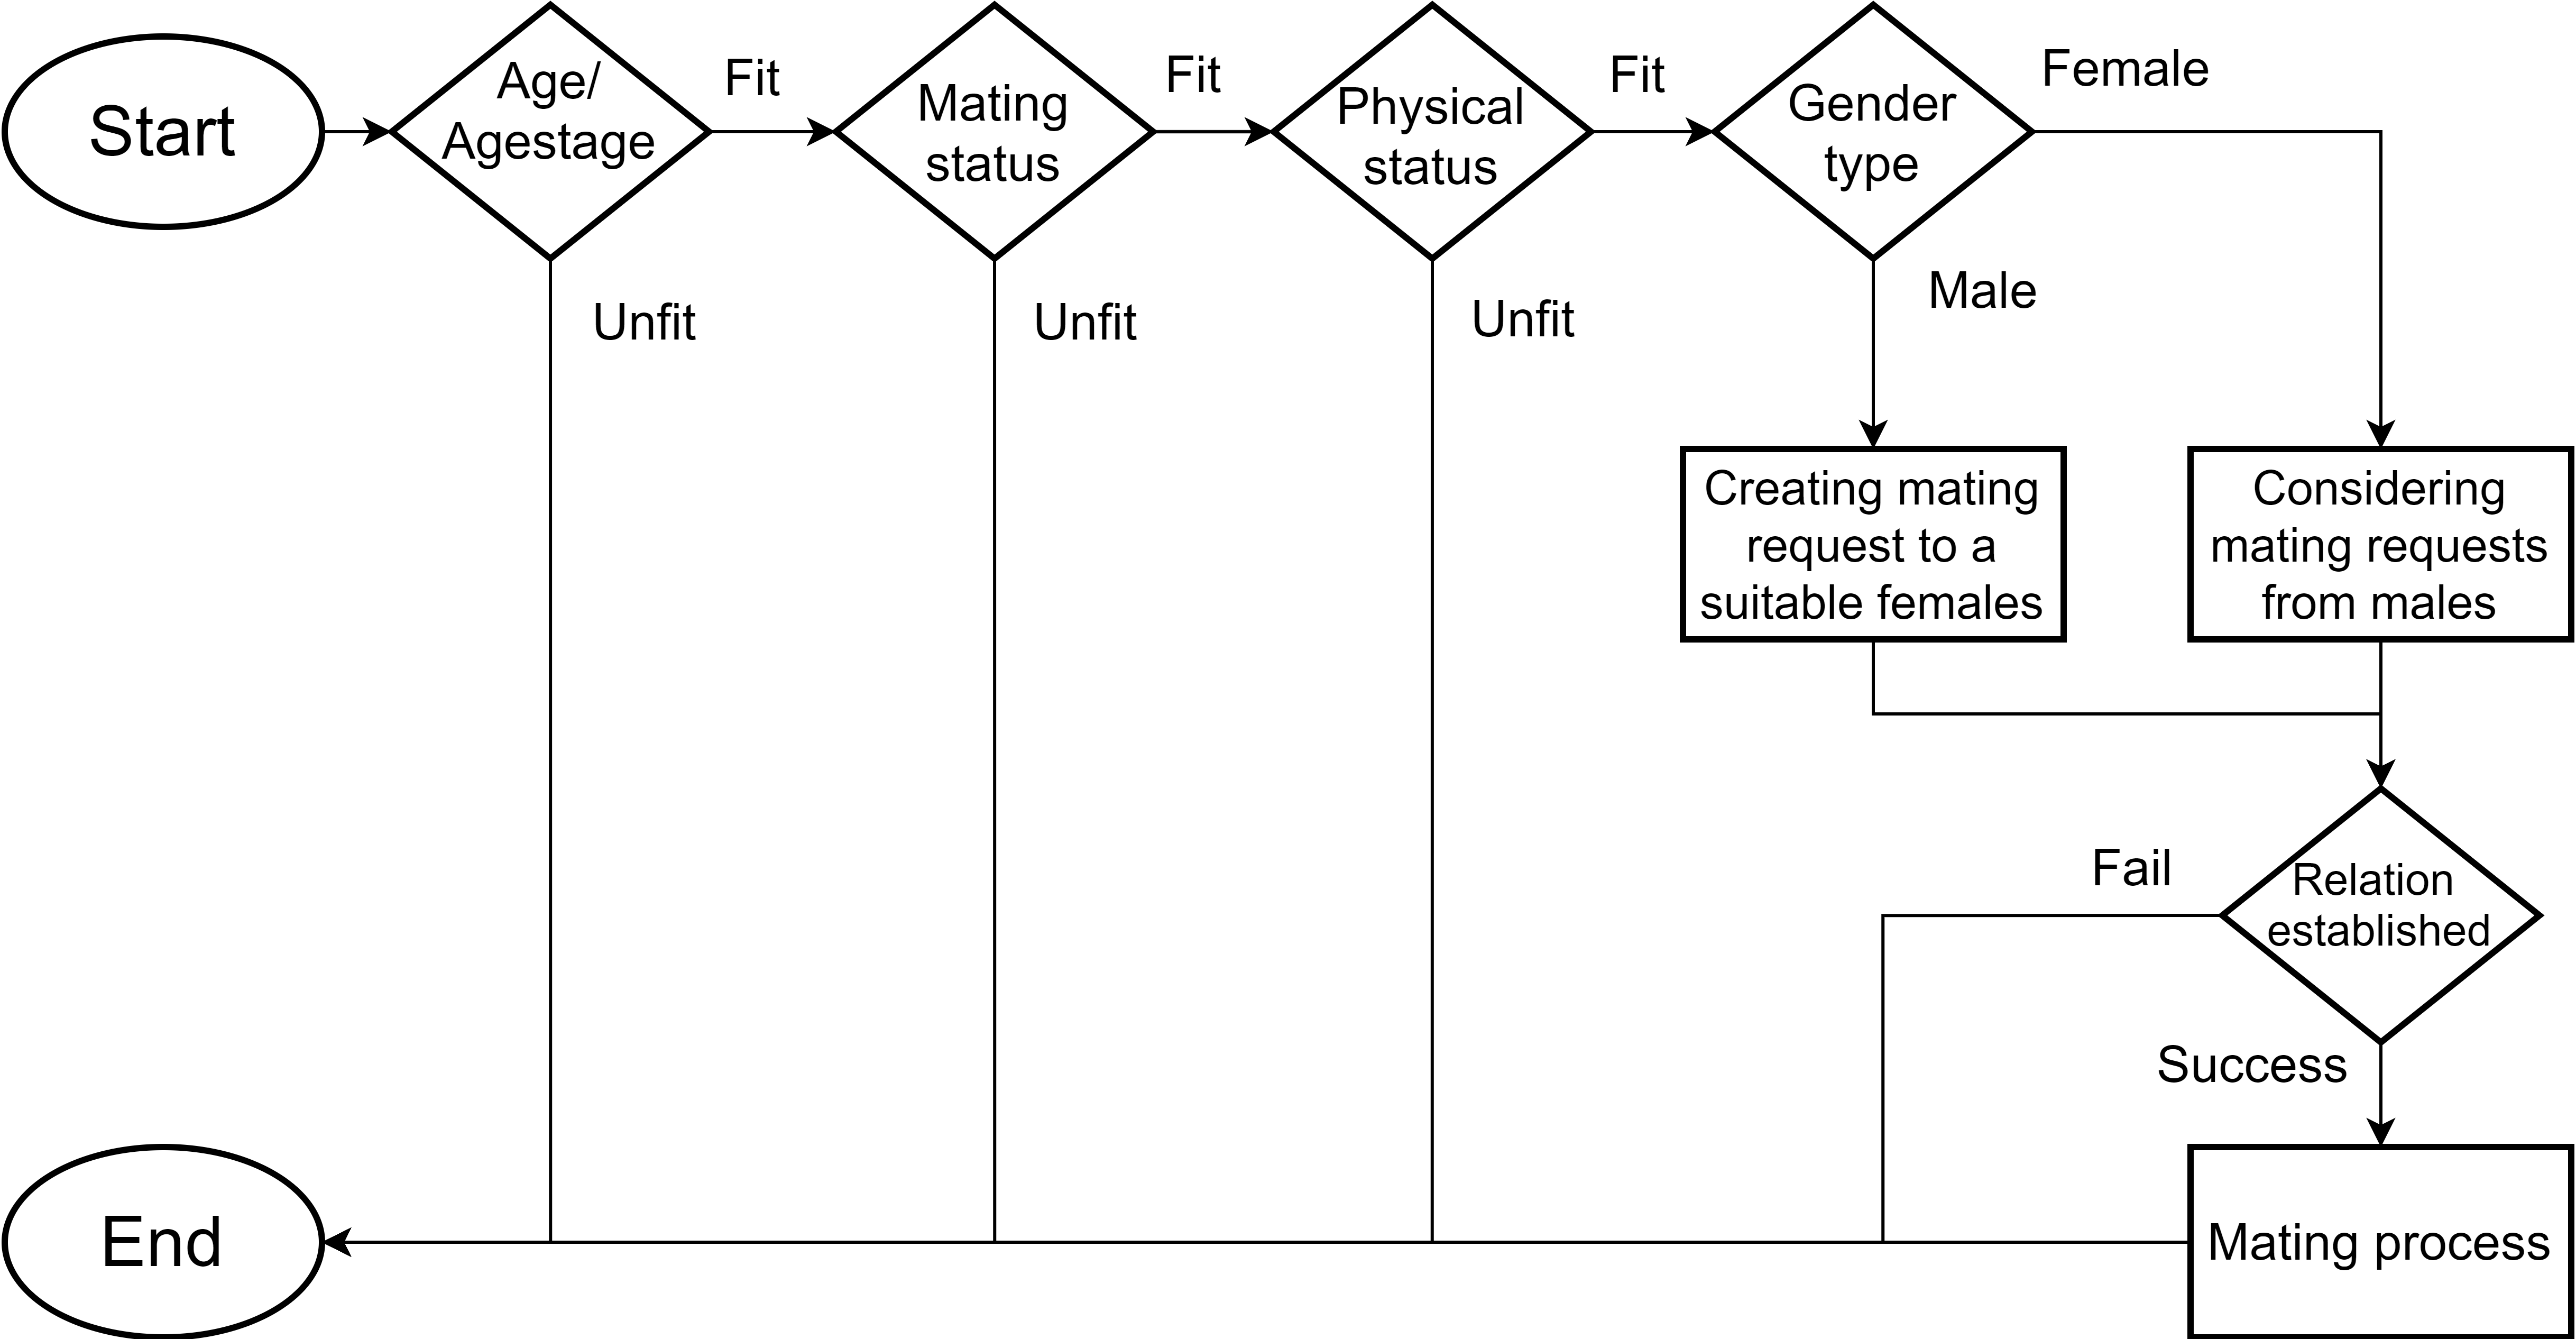 Start
Age/
Agestage
Fit
Mating
status
Fit
Physical
status
Fit
Gender
type
Female
Unfit
Unfit
Unfit
Male
Creating mating
request to a
suitable females
Considering
mating requests
from males
Fail
Relation
established
Success
End
Mating process